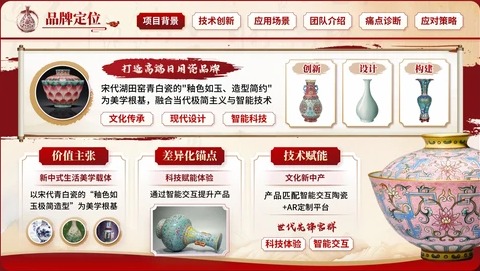 品牌定位
项目背景
技术创新
应用场景
团队介绍
痛点诊断
应对策略
打造高端日用瓷品牌
宋代湖田窑青白瓷的"釉色如玉、造型简约"
为美学根基，融合当代极简主义与智能技术
文化传承
现代设计
智能科技
创新
设计
构建
价值主张
新中式生活美学载体
以宋代青白瓷的“釉色如
玉极简造型”为美学根基
差异化锚点
科技赋能体验
通过智能交互提升产品
技术赋能
文化新中产
产品匹配智能交互陶瓷
+AR定制平台
世代先锋客群
科技体验
智能交互